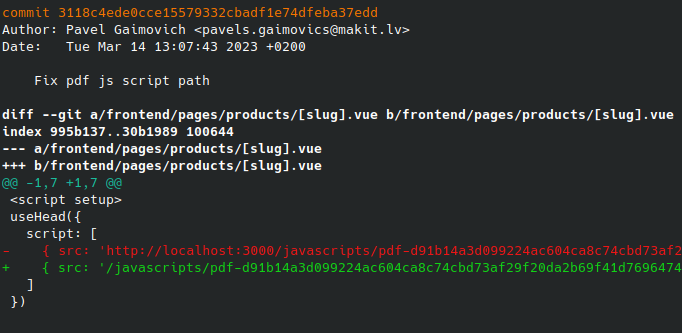 commit 3118c4ede0cce15579332cbadf1e74dfeba37edd
Author: Pavel Gaimovich <pavels.gaimovics@makit.lv>
Date:   Tue Mar 14 13:07:43 2023 +0200
    Fix pdf js script path
diff --git a/frontend/pages/products/[slug].vue b/frontend/pages/products/[slug].vue
index 995b137..30b1989 100644
--- a/frontend/pages/products/[slug].vue
+++ b/frontend/pages/products/[slug].vue
@@ -1,7 +1,7 @@
 <script setup>
 useHead({
   script: [
-    { src: 'http://localhost:3000/javascripts/pdf-d91b14a3d099224ac604ca8c74cbd73af2
+    { src: '/javascripts/pdf-d91b14a3d099224ac604ca8c74cbd73af29f20da2b69f41d7696474
   ]
 })